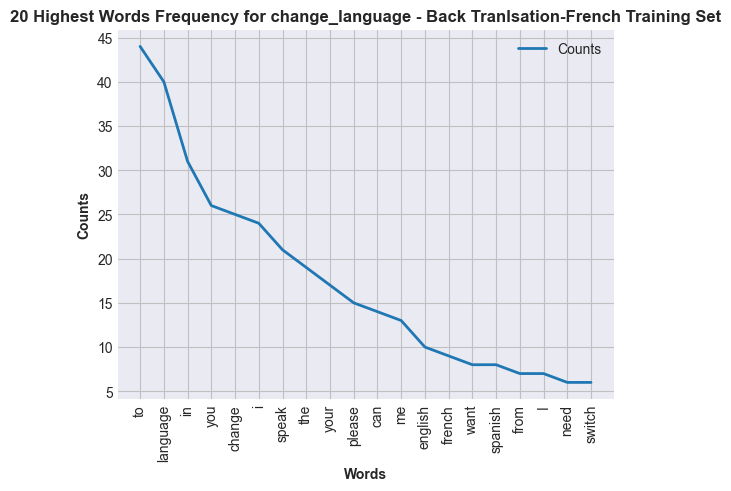 20 Highest Words Frequency for change_language - Back Tranlsation-French Training Set
Counts
45
40
35
30
25
20
15
10
5
Counts
to
language
in
you
change
i
speak
the
your
please
can
me
english
french
want
spanish
from
I
need
switch
Words